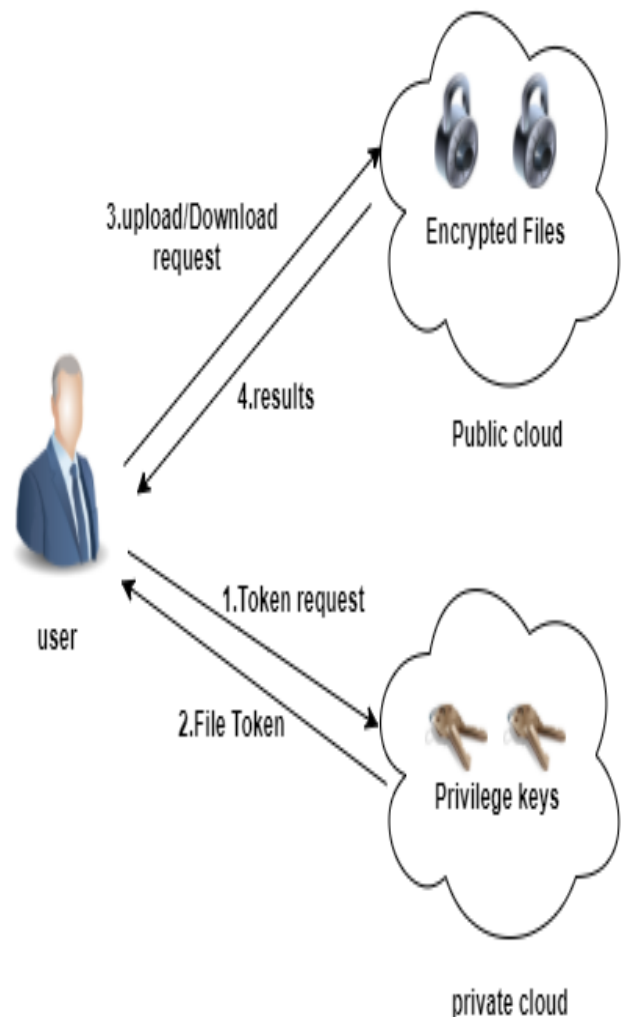 3.upload/Download
request
Encrypted Files
4.results
Public cloud
1.Token request
user
2.File Token
Privilege keys
private cloud